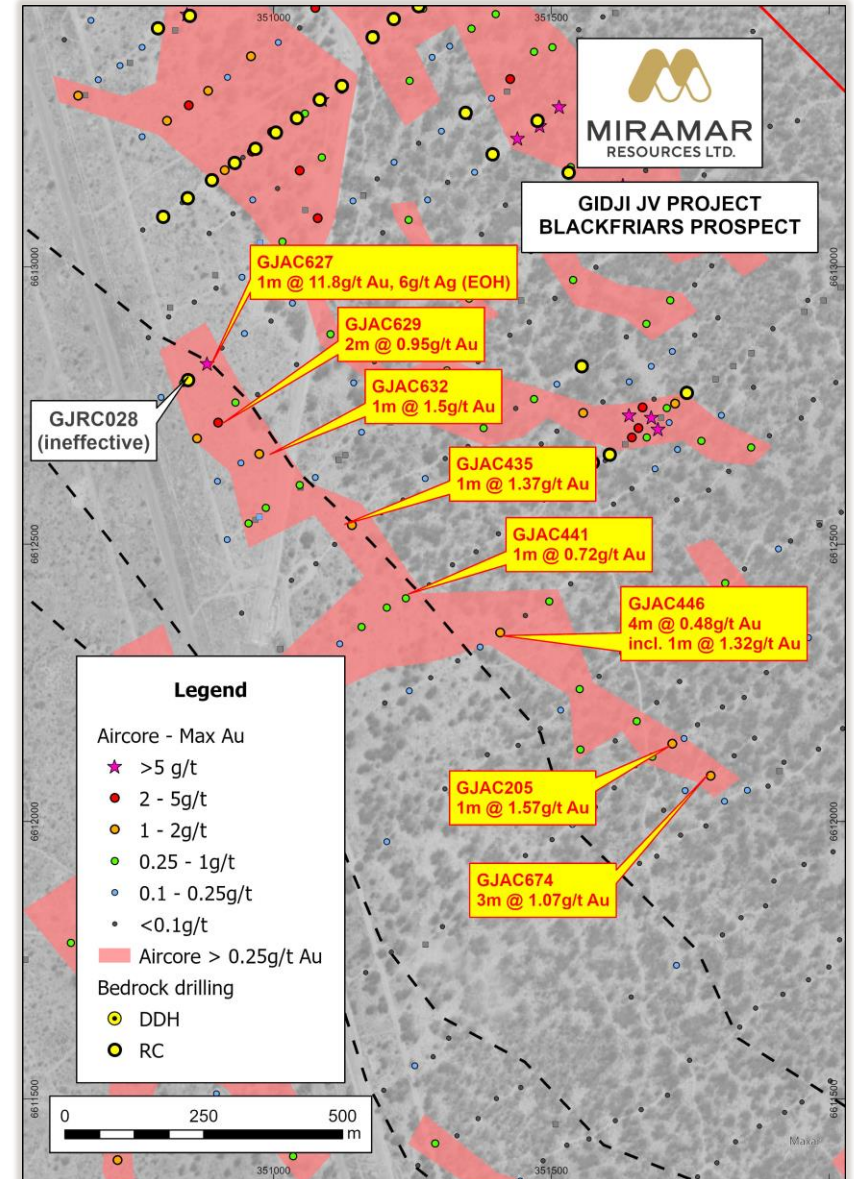 351000
351500
MIRAMAR
RESOURCES LTD.
GIDJI JV PROJECT
BLACKFRIARS PROSPECT
6613000
6613000
GJAC627
1m @ 11.8g/t Au, 6g/t Ag (EOH)
GJAC629
2m @ 0.95g/t Au
GJAC632
1m @ 1.5g/t Au
GJRC028
(ineffective)
GJAC435
1m @ 1.37g/t Au
GJAC441
1m @ 0.72g/t Au
6612500
6612500
GJAC446
4m @ 0.48g/t Au
incl. 1m @ 1.32g/t Au
GJAC205
1m @ 1.57g/t Au
GJAC674
3m @ 1.07g/t Au
6612000
6612000
Legend
Aircore - Max Au
>5 g/t
2 - 5g/t
1 - 2g/t
0.25 - 1g/t
0.1 - 0.25g/t
<0.1g/t
Aircore > 0.25g/t Au
Bedrock drilling
DDH
RC
6611500
6611500
0 250 500
m
351000
351500